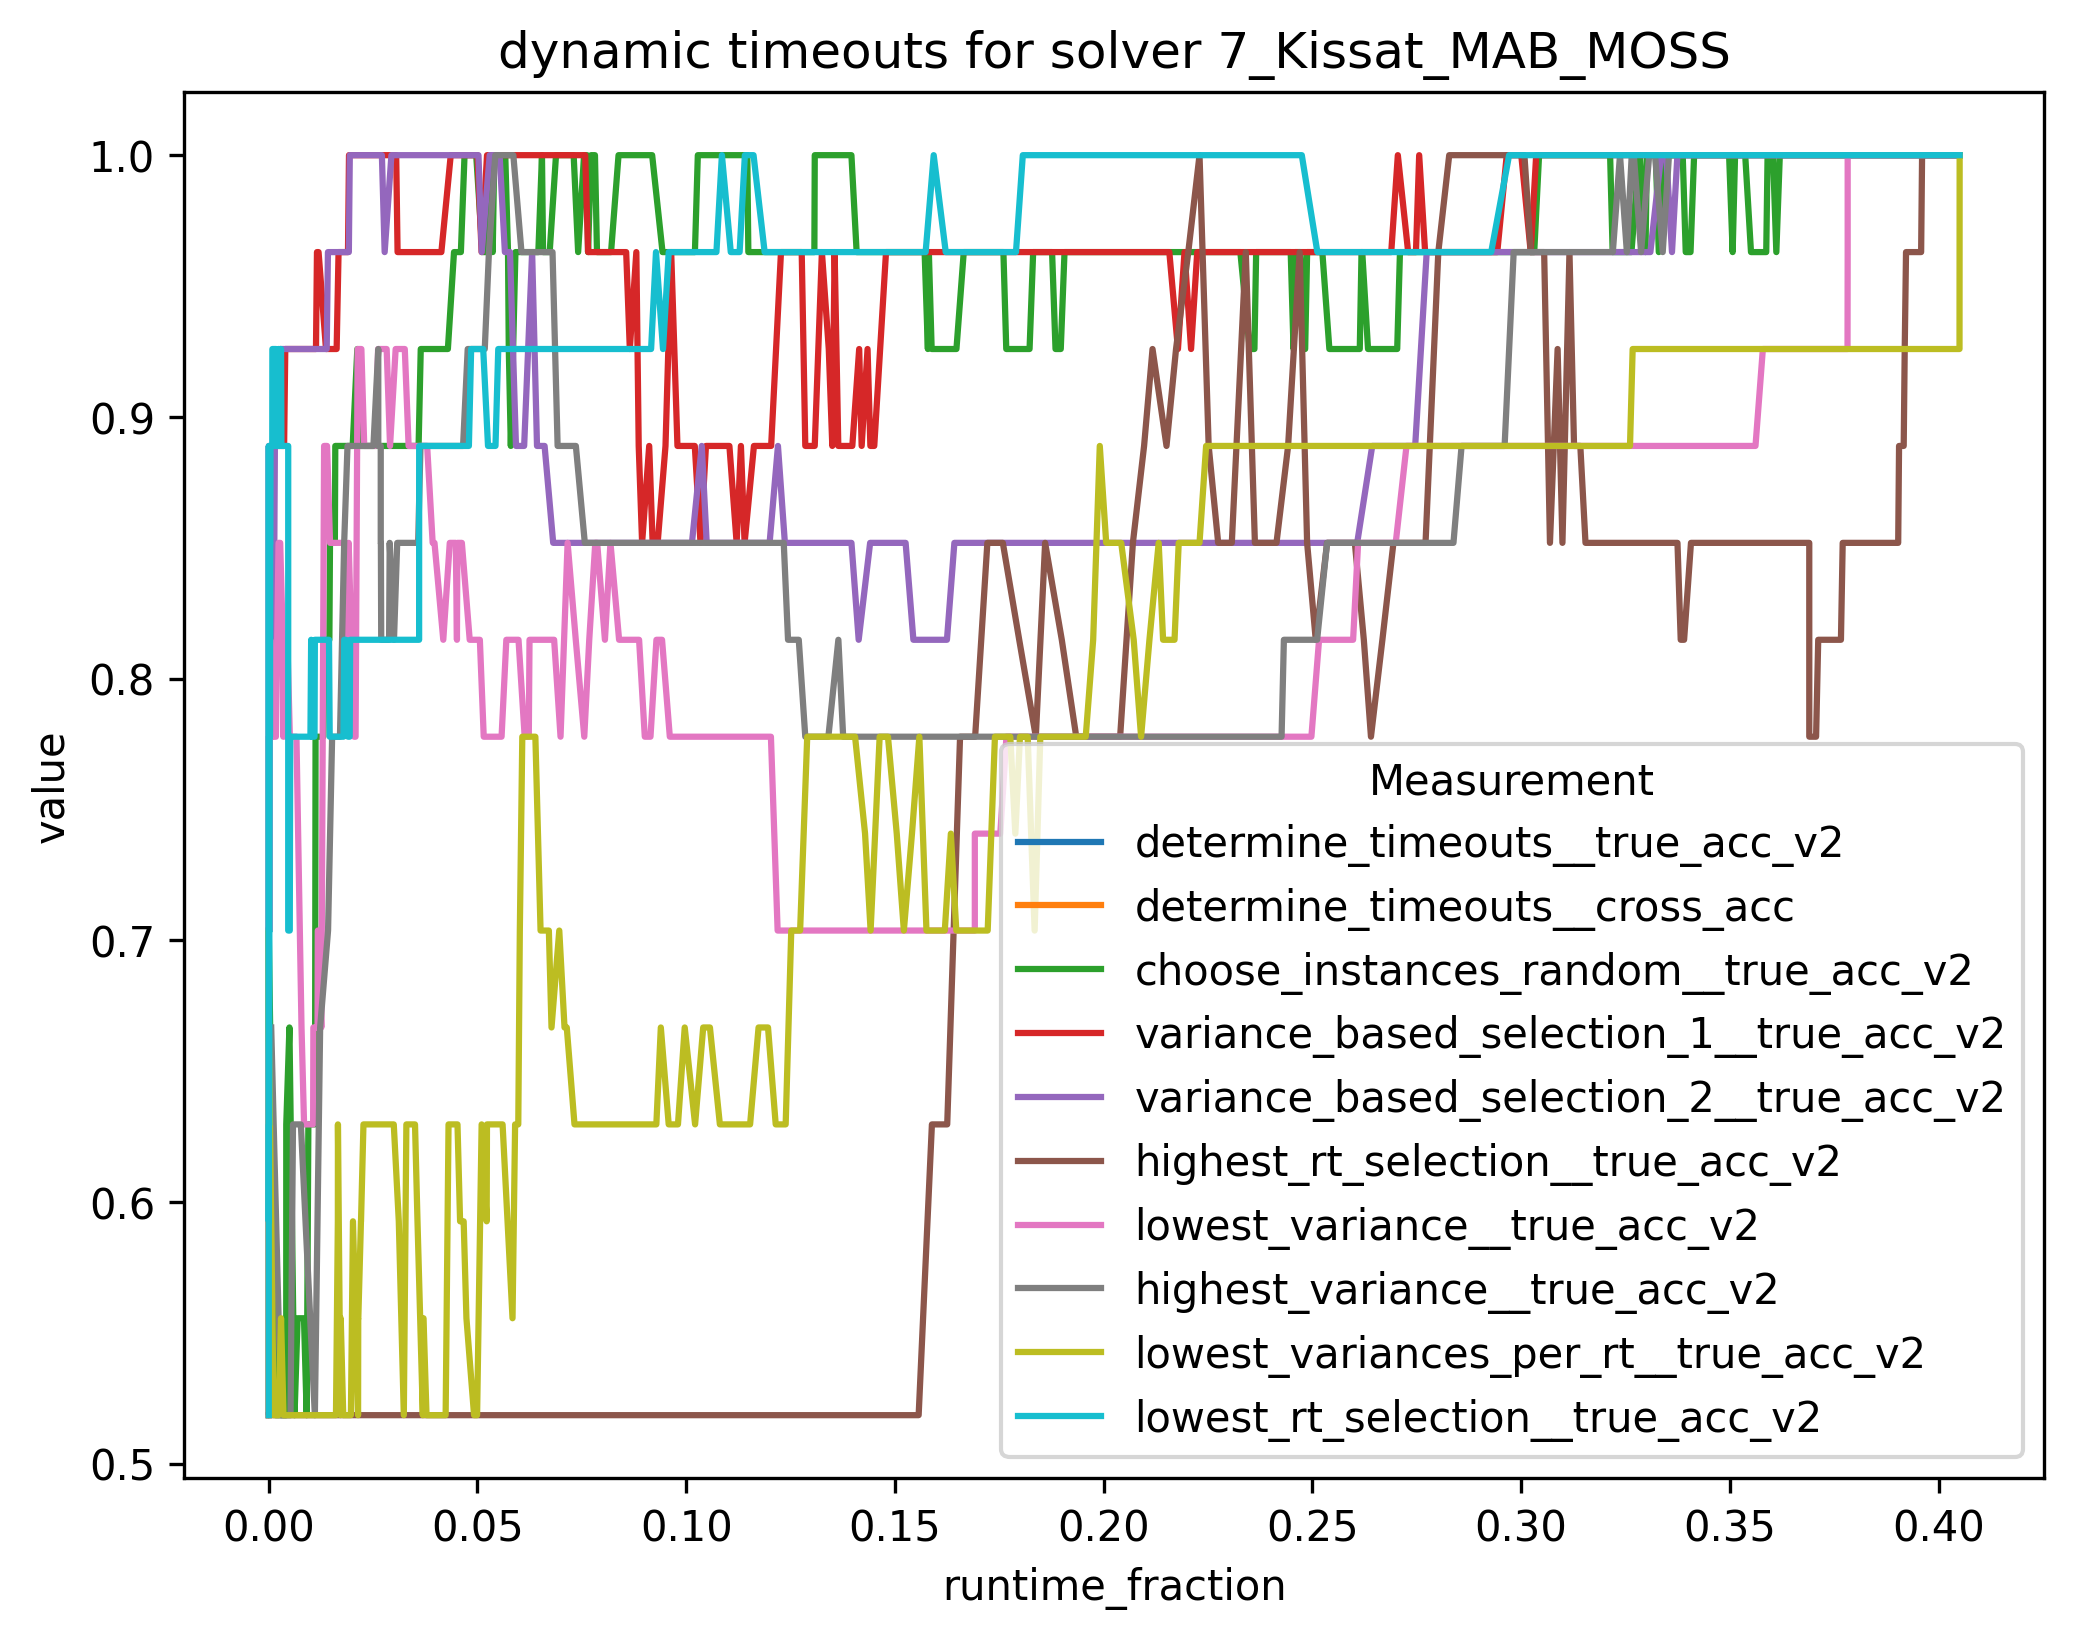 dynamic timeouts for solver 7_Kissat_MAB_MOSS
1.0
0.9
0.8
0.7
0.6
0.5
value
0.00 0.05 0.10 0.15 0.20 0.25 0.30 0.35 0.40
runtime_fraction
Measurement
determine_timeouts__true_acc_v2
determine_timeouts__cross_acc
choose_instances_random__true_acc_v2
variance_based_selection_1__true_acc_v2
variance_based_selection_2__true_acc_v2
highest_rt_selection__true_acc_v2
lowest_variance__true_acc_v2
highest_variance__true_acc_v2
lowest_variances_per_rt__true_acc_v2
lowest_rt_selection__true_acc_v2